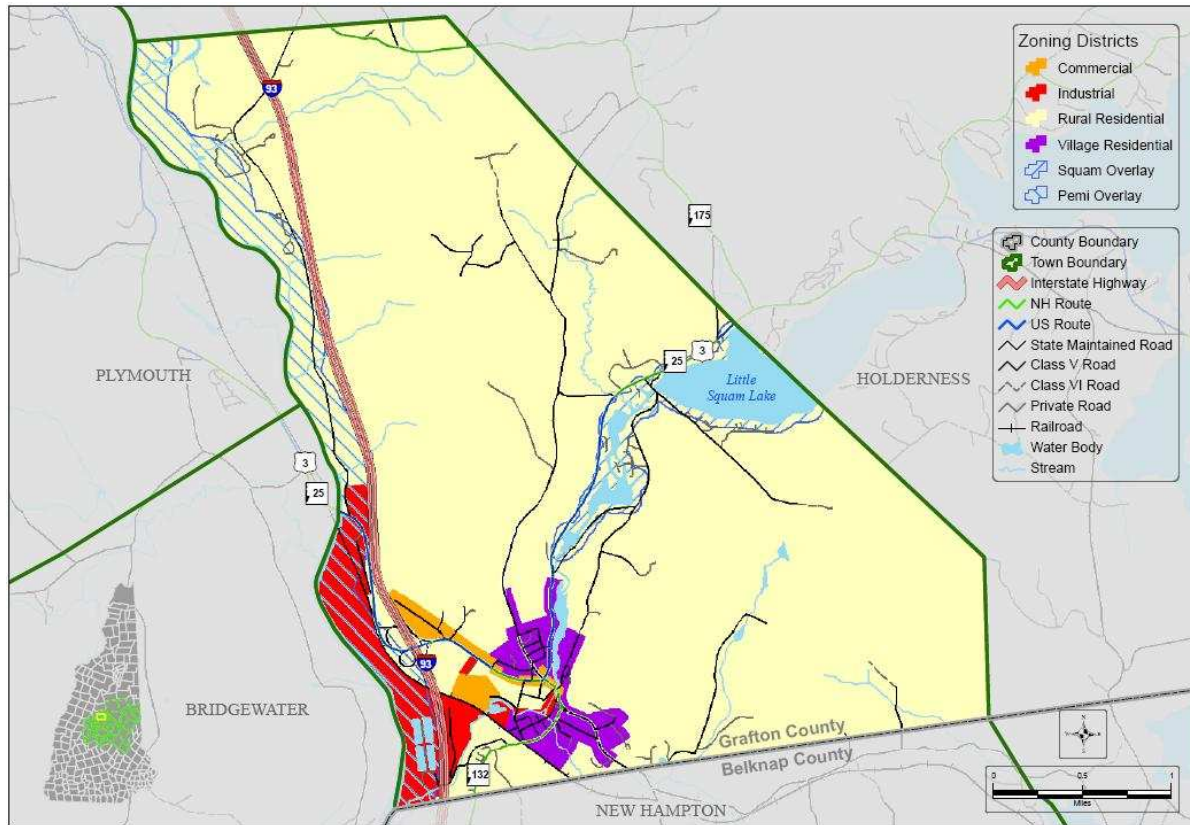 Zoning Districts
Commercial
Industrial
Rural Residential
Village Residential
Squam Overlay
Pemi Overlay
County Boundary
Town Boundary
Interstate Highway
NH Route
US Route
State Maintained Road
Class V Road
Class VI Road
Private Road
Railroad
Water Body
Stream
93
175
25
3
Little
Squam Lake
PLYMOUTH
HOLDERNESS
3
25
93
BRIDGEWATER
132
Grafton County
Belknap County
NEW HAMPTON
N
0 0.5 1
Miles